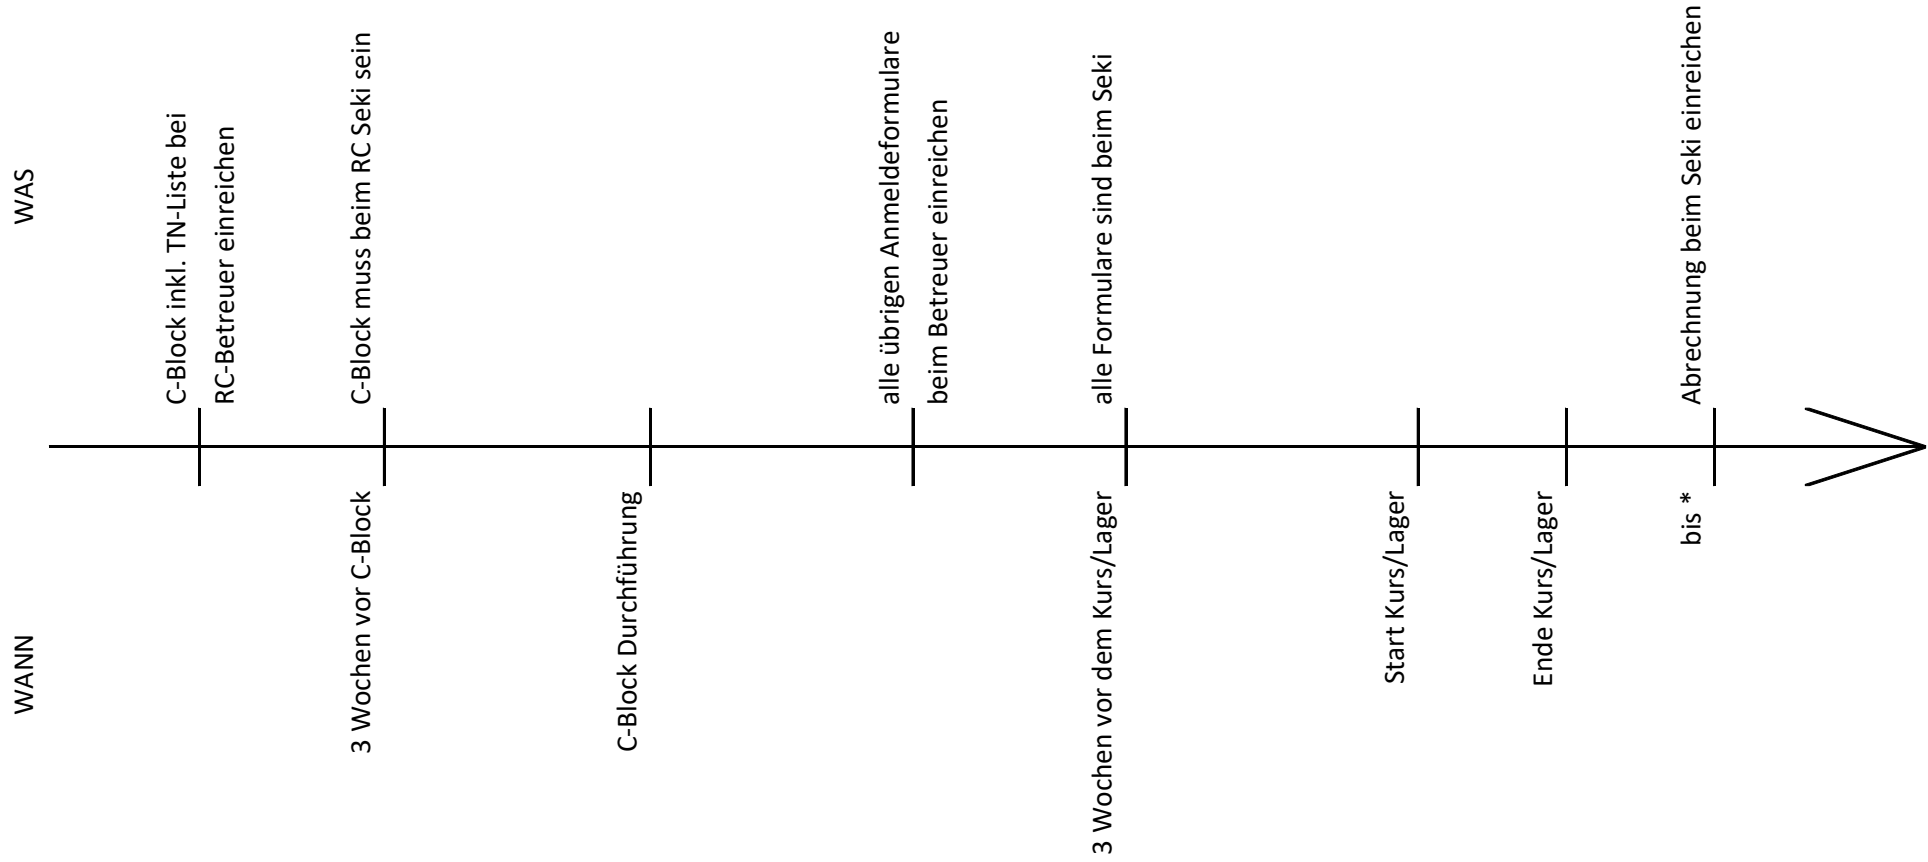 WAS
C-Block inkl. TN-Liste bei
RC-Betreuer einreichen
C-Block muss beim RC Seki sein
alle übrigen Anmeldeformulare
beim Betreuer einreichen
alle Formulare sind beim Seki
Abrechnung beim Seki einreichen
WANN
3 Wochen vor C-Block
C-Block Durchführung
3 Wochen vor dem Kurs/Lager
Start Kurs/Lager
Ende Kurs/Lager
bis *